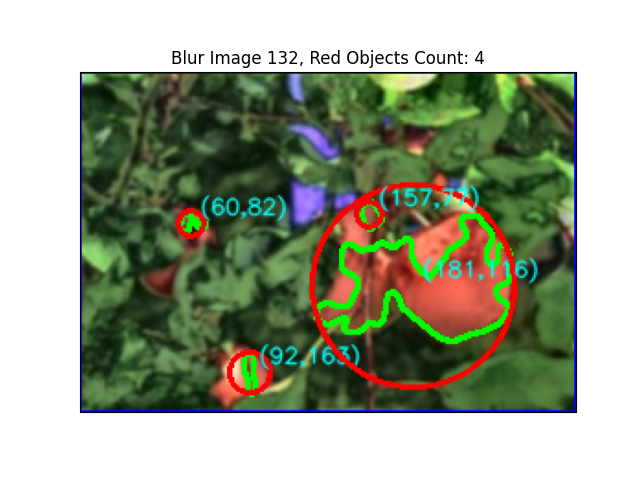 Blur Image 132, Red Objects Count: 4
(60,82)
(157,77)
(181,116)
(92,163)